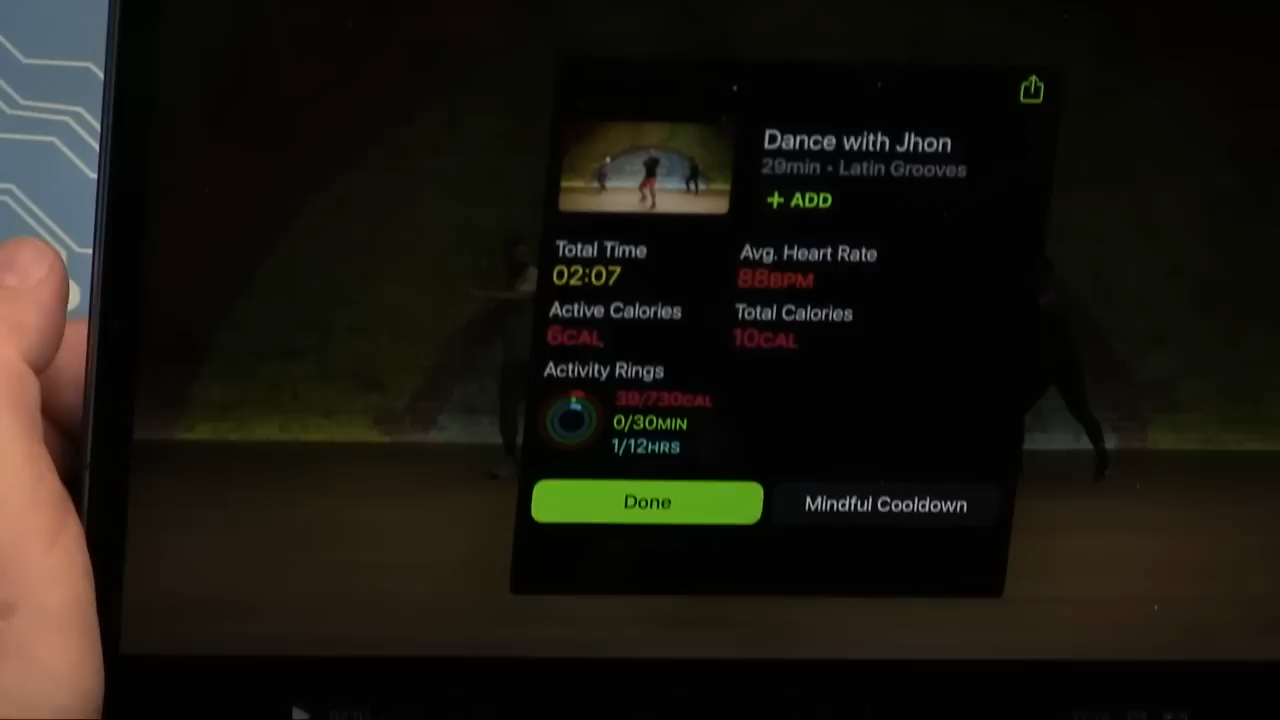 Dance with Jhon
29min • Latin Grooves
+ ADD
Total Time
02:07
Avg. Heart Rate
88BPM
Active Calories
6CAL
Total Calories
10CAL
Activity Rings
39/730CAL
0/30MIN
1/12HRS
Done
Mindful Cooldown